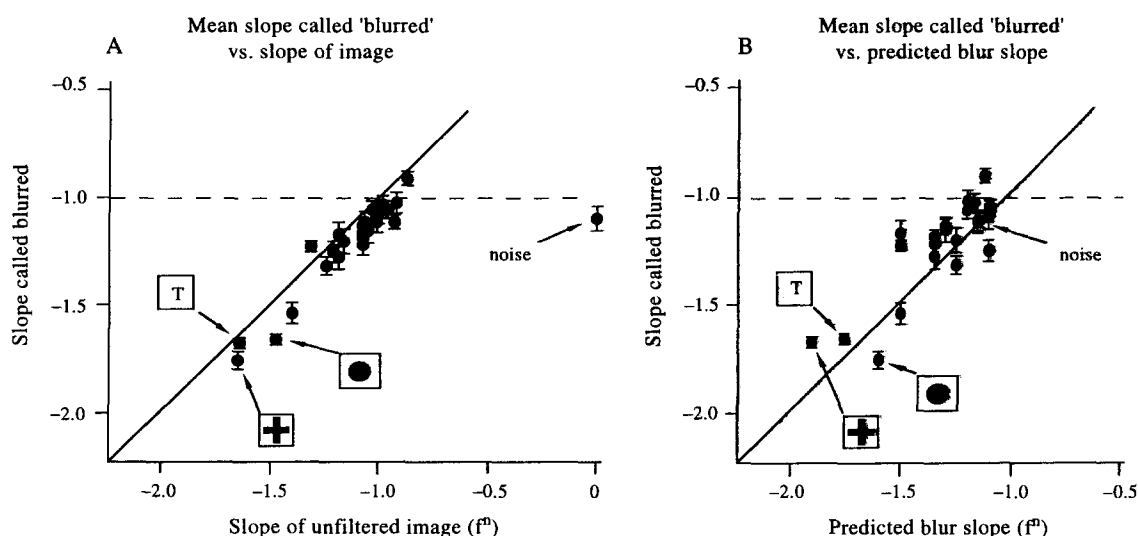 A
Mean slope called 'blurred'
vs. slope of image
Slope called blurred
−0.5
−1.0
−1.5
−2.0
T
noise
−2.0 −1.5 −1.0 −0.5 0
Slope of unfiltered image (fⁿ)
B
Mean slope called 'blurred'
vs. predicted blur slope
Slope called blurred
−0.5
−1.0
−1.5
−2.0
T
noise
−2.0 −1.5 −1.0 −0.5
Predicted blur slope (fⁿ)